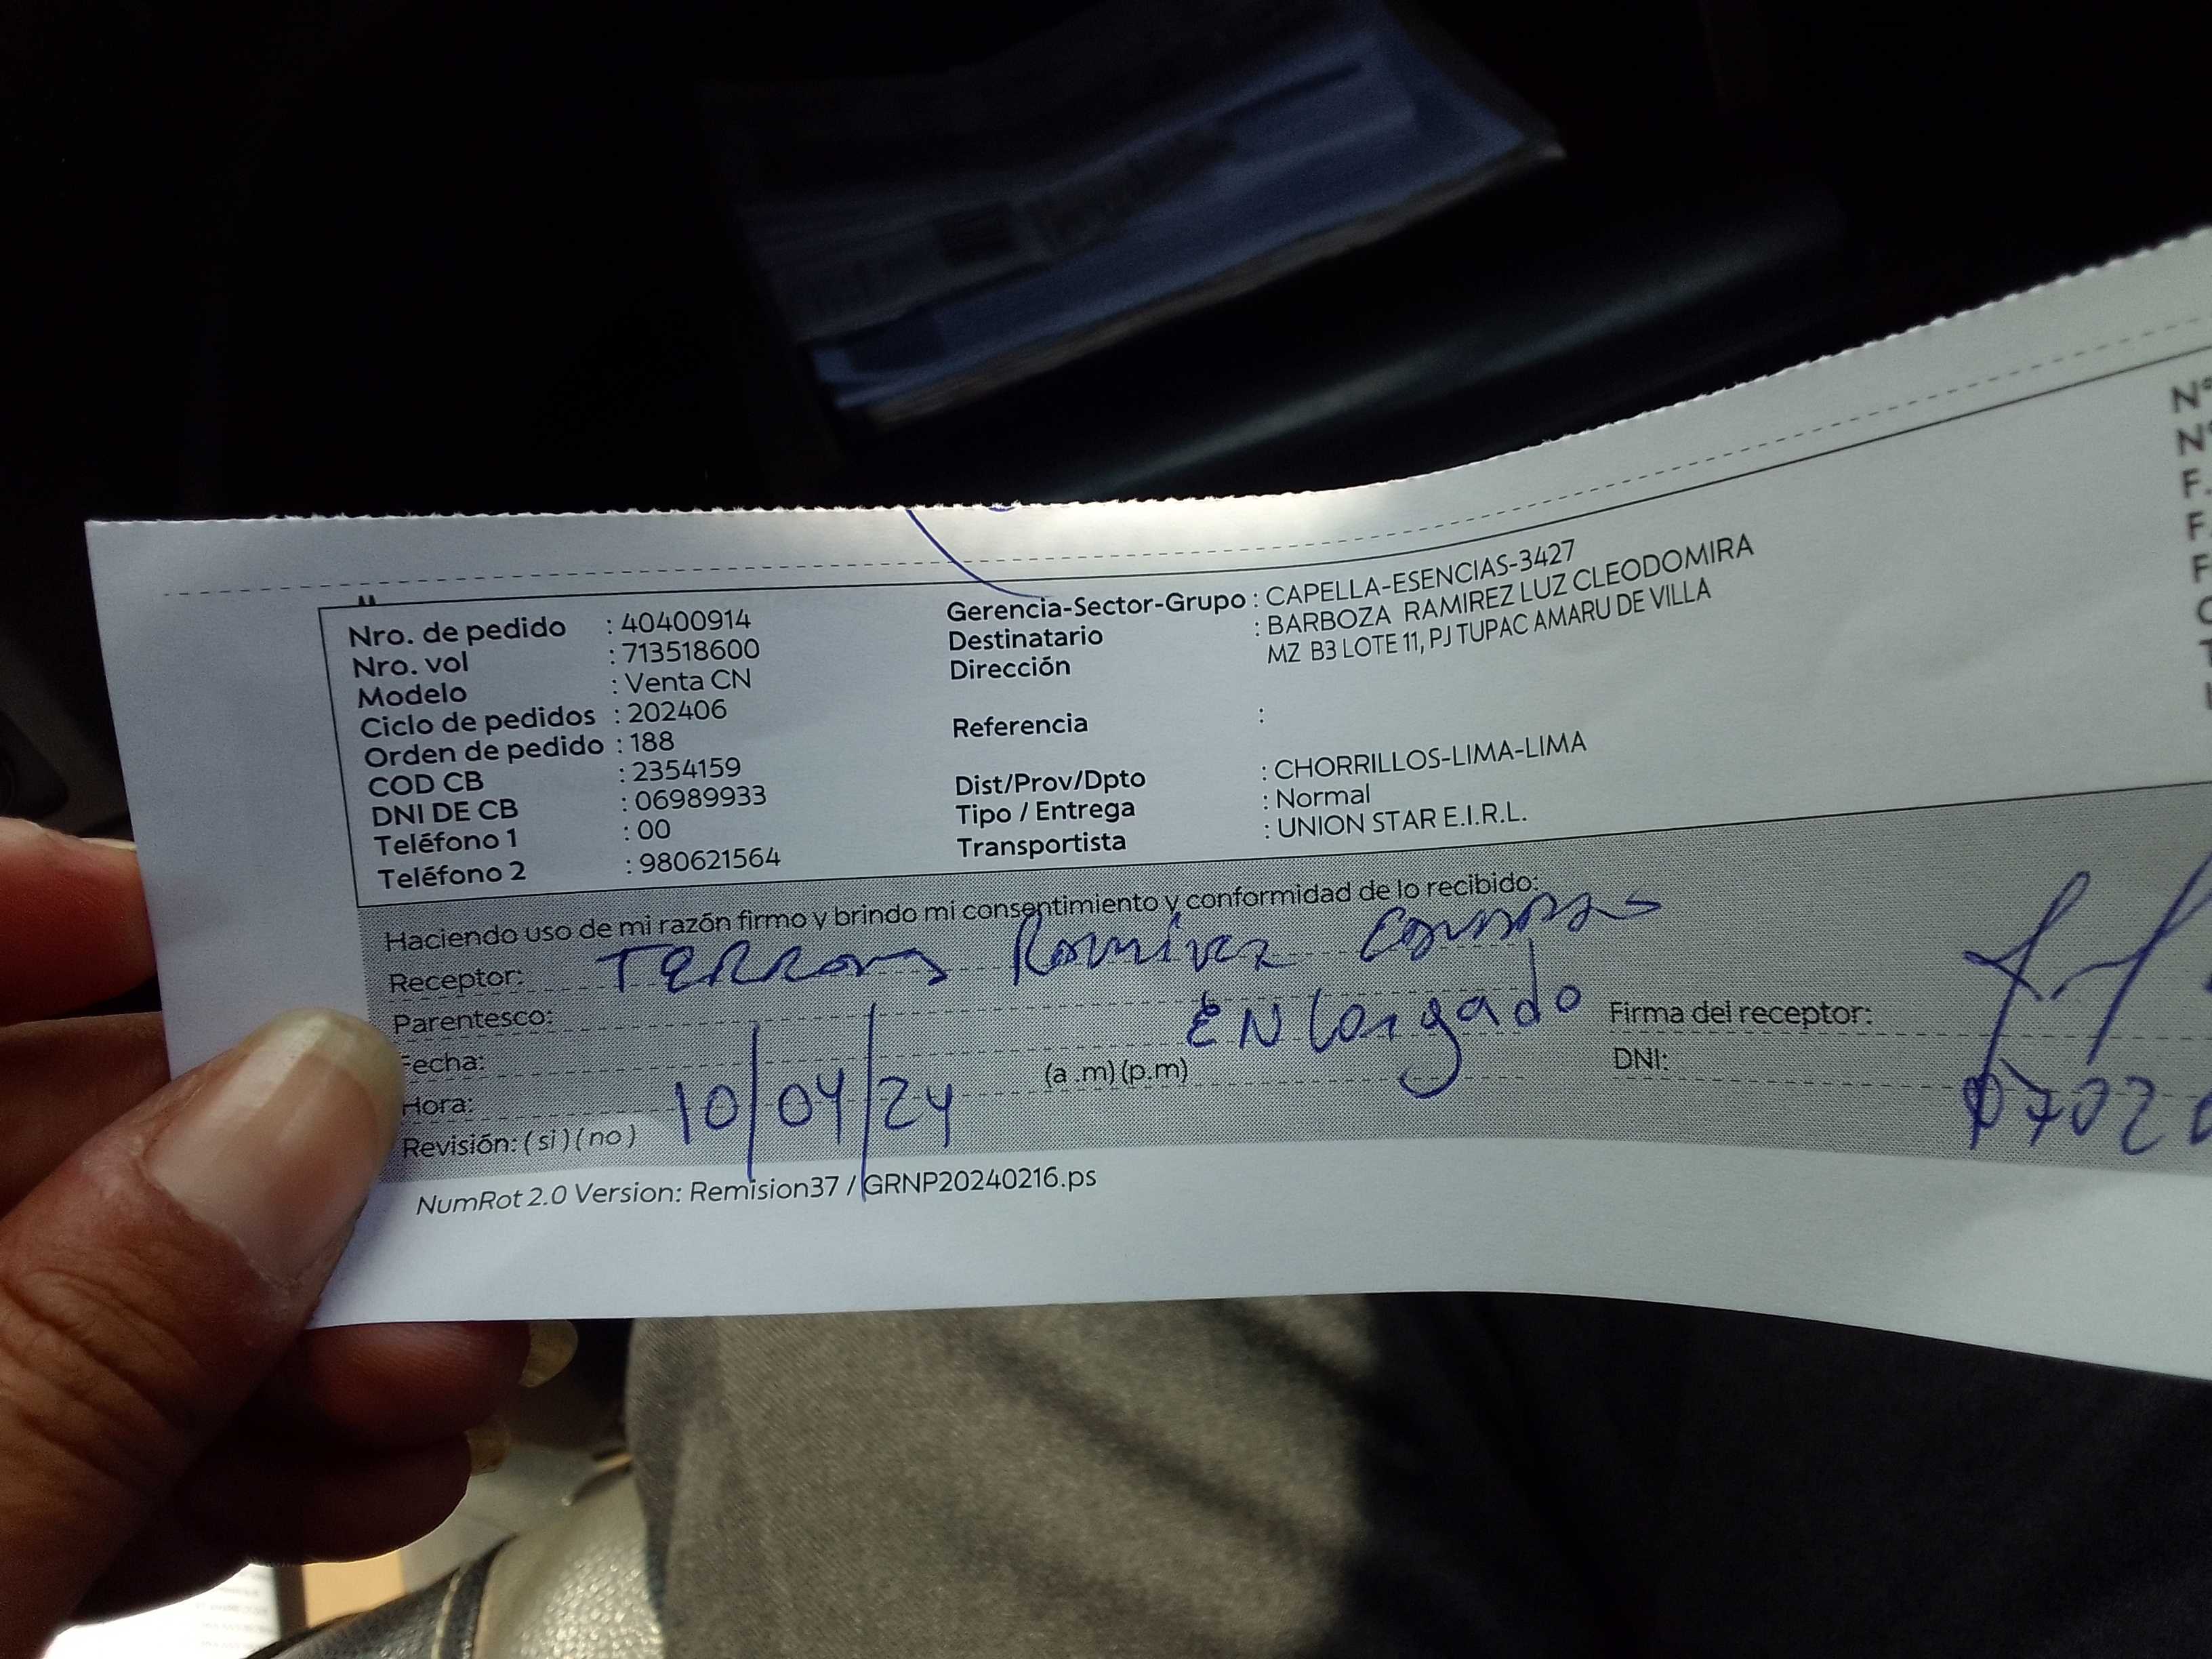 Nro. de pedido : 40400914
Nro. vol : 713518600
Modelo : Venta CN
Ciclo de pedidos : 202406
Orden de pedido : 188
COD CB : 2354159
DNI DE CB : 06989933
Teléfono 1 : 00
Teléfono 2 : 980621564
Gerencia-Sector-Grupo : CAPELLA-ESENCIAS-3427
Destinatario : BARBOZA RAMIREZ LUZ CLEODOMIRA
Dirección MZ B3 LOTE 11, PJ TUPAC AMARU DE VILLA
Referencia :
Dist/Prov/Dpto : CHORRILLOS-LIMA-LIMA
Tipo / Entrega : Normal
Transportista : UNION STAR E.I.R.L.
N°
N°
F.
F.
Haciendo uso de mi razón firmo y brindo mi consentimiento y conformidad de lo recibido:
Receptor: Ramirez
Parentesco: ENCargado
Fecha: 10/04/24
Hora: (a .m) (p.m)
Revisión: ( si ) ( no )
Firma del receptor:
DNI: 0702
NumRot 2.0 Version: Remision37 / GRNP20240216.ps